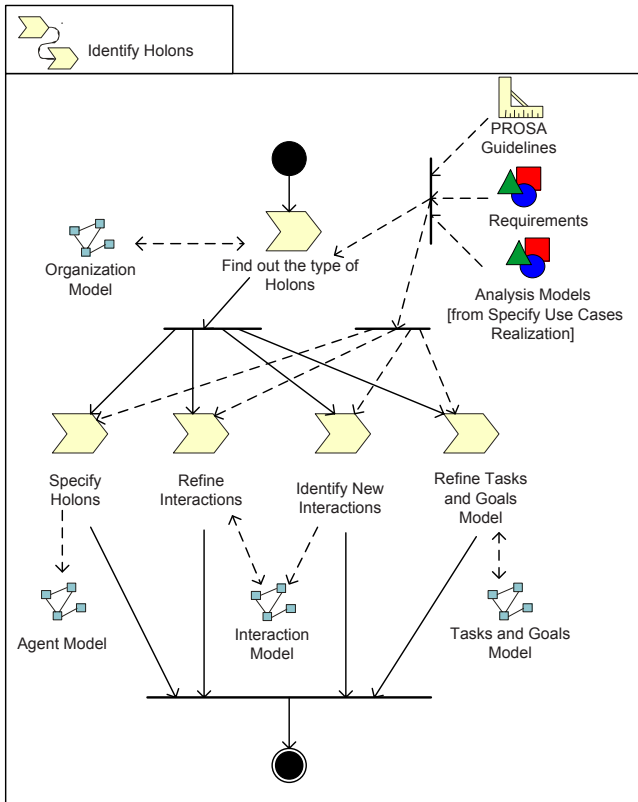 Identify Holons
PROSA
Guidelines
Requirements
Organization
Model
Find out the type of
Holons
Analysis Models
[from Specify Use Cases
Realization]
Specify
Holons
Refine
Interactions
Identify New
Interactions
Refine Tasks
and Goals
Model
Agent Model
Interaction
Model
Tasks and Goals
Model